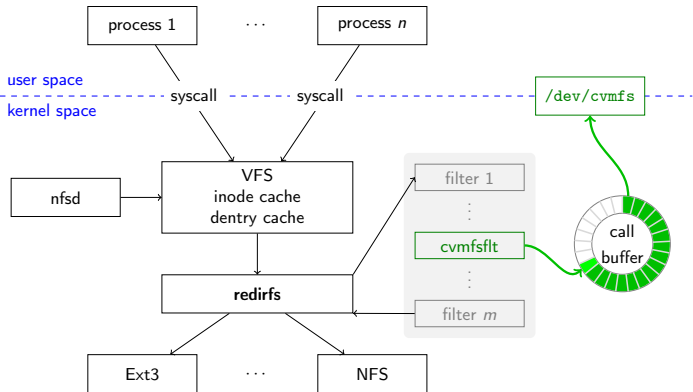 process 1
. . .
process n
user space
syscall
syscall
kernel space
/dev/cvmfs
nfsd
VFS
inode cache
dentry cache
filter 1
cvmfsflt
call
buffer
redirfs
filter m
Ext3
. . .
NFS